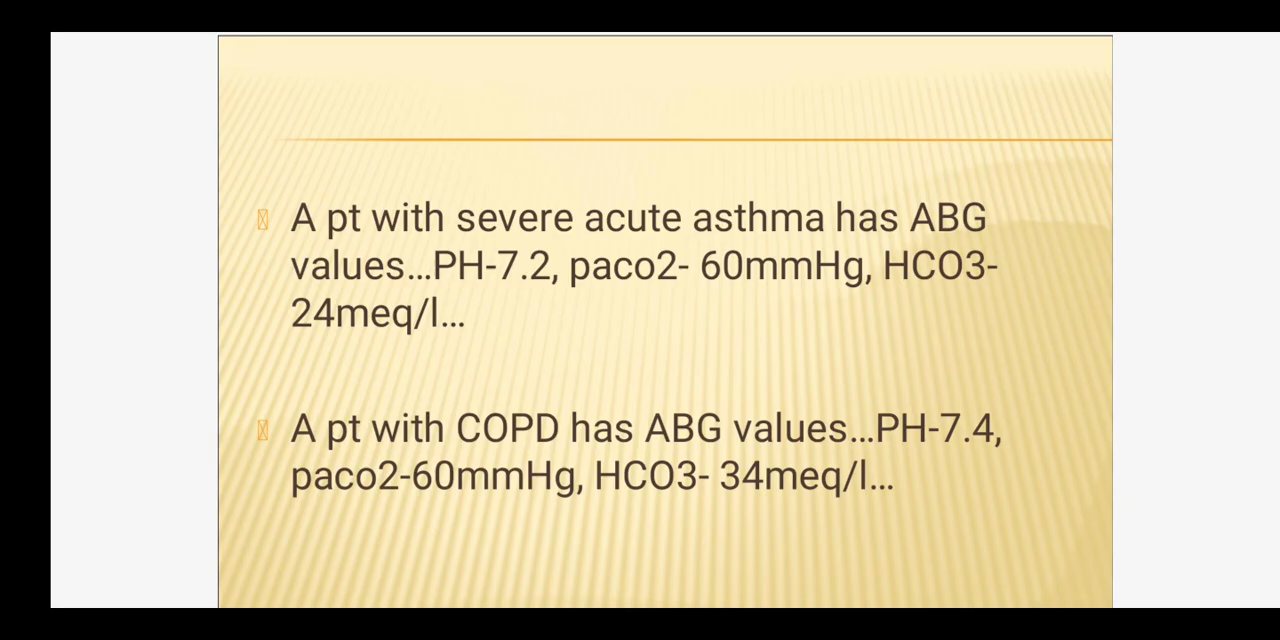 A pt with severe acute asthma has ABG
values...PH-7.2, paco2- 60mmHg, HCO3-
24meq/l...
A pt with COPD has ABG values...PH-7.4,
paco2-60mmHg, HCO3- 34meq/l...